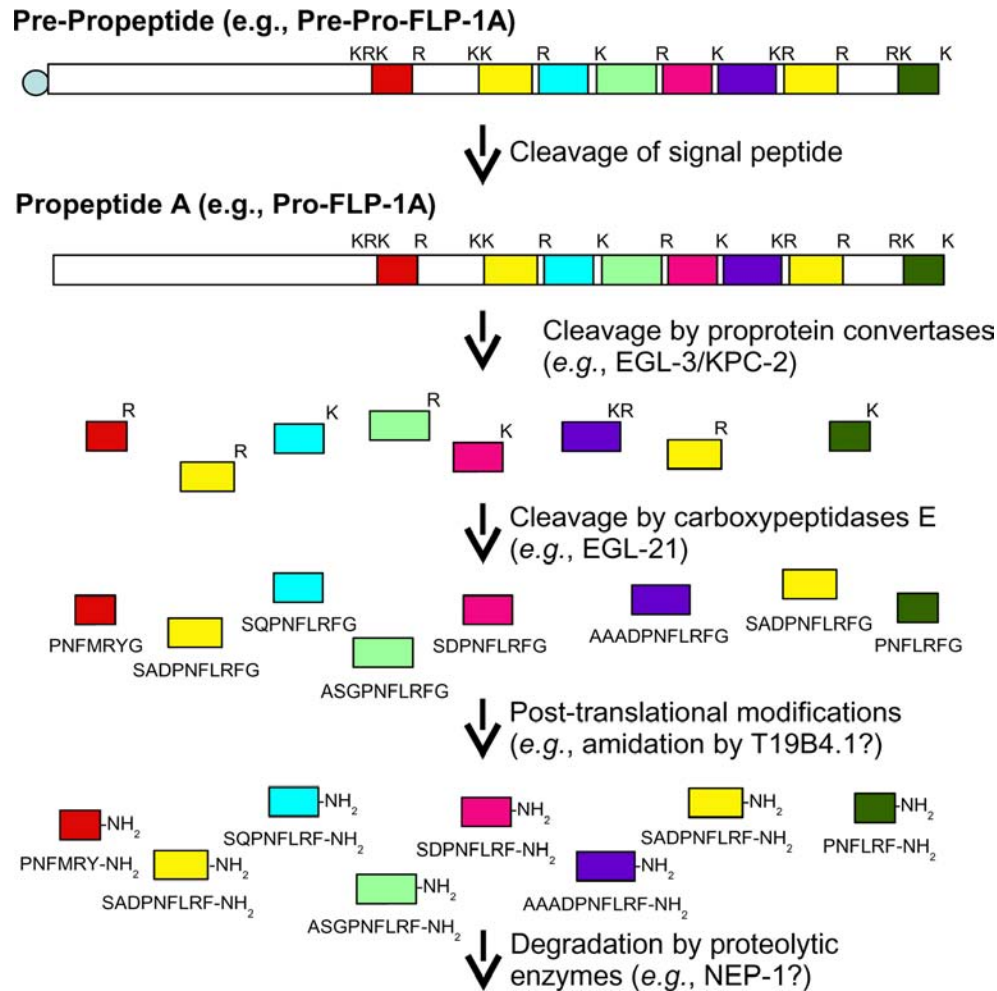 Pre-Propeptide (e.g., Pre-Pro-FLP-1A)
KRK R KK R K R K KR R RK K
Cleavage of signal peptide
Propeptide A (e.g., Pro-FLP-1A)
KRK R KK R K R K KR R RK K
Cleavage by proprotein convertases
(e.g., EGL-3/KPC-2)
R R K R K KR R K
Cleavage by carboxypeptidases E
(e.g., EGL-21)
PNFMRYG
SADPNFLRFG
SQPNFLRFG
ASGPNFLRFG
SDPNFLRFG
AAADPNFLRFG
SADPNFLRFG
PNFLRFG
Post-translational modifications
(e.g., amidation by T19B4.1?)
-NH₂
PNFMRY-NH₂
-NH₂
SADPNFLRF-NH₂
-NH₂
SQPNFLRF-NH₂
-NH₂
ASGPNFLRF-NH₂
-NH₂
SDPNFLRF-NH₂
-NH₂
AAADPNFLRF-NH₂
-NH₂
SADPNFLRF-NH₂
-NH₂
PNFLRF-NH₂
Degradation by proteolytic
enzymes (e.g., NEP-1?)